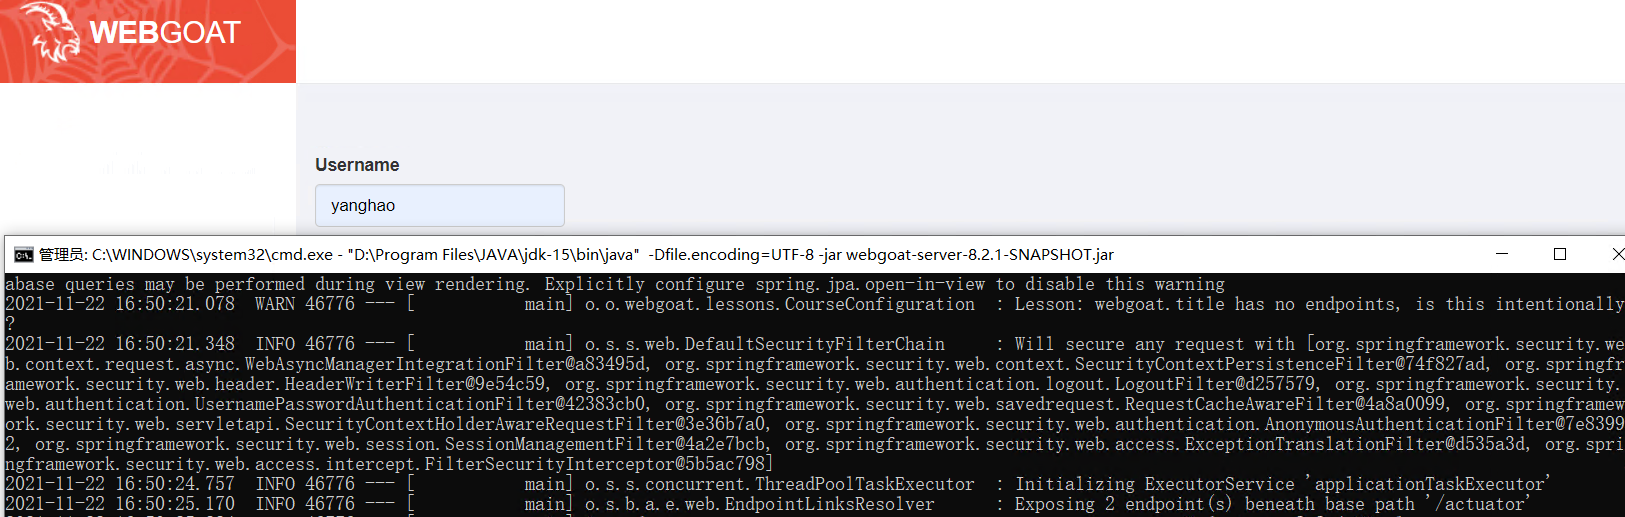 WEBGOAT
Username
yanghao
管理员: C:\WINDOWS\system32\cmd.exe - "D:\Program Files\JAVA\jdk-15\bin\java"  -Dfile.encoding=UTF-8 -jar webgoat-server-8.2.1-SNAPSHOT.jar
abase queries may be performed during view rendering. Explicitly configure spring.jpa.open-in-view to disable this warning
2021-11-22 16:50:21.078  WARN 46776 --- [           main] o.o.webgoat.lessons.CourseConfiguration  : Lesson: webgoat.title has no endpoints, is this intentionally
?
2021-11-22 16:50:21.348  INFO 46776 --- [           main] o.s.s.web.DefaultSecurityFilterChain     : Will secure any request with [org.springframework.security.we
b.context.request.async.WebAsyncManagerIntegrationFilter@a83495d, org.springframework.security.web.context.SecurityContextPersistenceFilter@74f827ad, org.springfr
amework.security.web.header.HeaderWriterFilter@9e54c59, org.springframework.security.web.authentication.logout.LogoutFilter@d257579, org.springframework.security.
web.authentication.UsernamePasswordAuthenticationFilter@42383cb0, org.springframework.security.web.savedrequest.RequestCacheAwareFilter@4a8a0099, org.springframew
ork.security.web.servletapi.SecurityContextHolderAwareRequestFilter@3e36b7a0, org.springframework.security.web.authentication.AnonymousAuthenticationFilter@7e8399
2, org.springframework.security.web.session.SessionManagementFilter@4a2e7bcb, org.springframework.security.web.access.ExceptionTranslationFilter@d535a3d, org.spri
ngframework.security.web.access.intercept.FilterSecurityInterceptor@5b5ac798]
2021-11-22 16:50:24.757  INFO 46776 --- [           main] o.s.s.concurrent.ThreadPoolTaskExecutor  : Initializing ExecutorService 'applicationTaskExecutor'
2021-11-22 16:50:25.170  INFO 46776 --- [           main] o.s.b.a.e.web.EndpointLinksResolver      : Exposing 2 endpoint(s) beneath base path '/actuator'